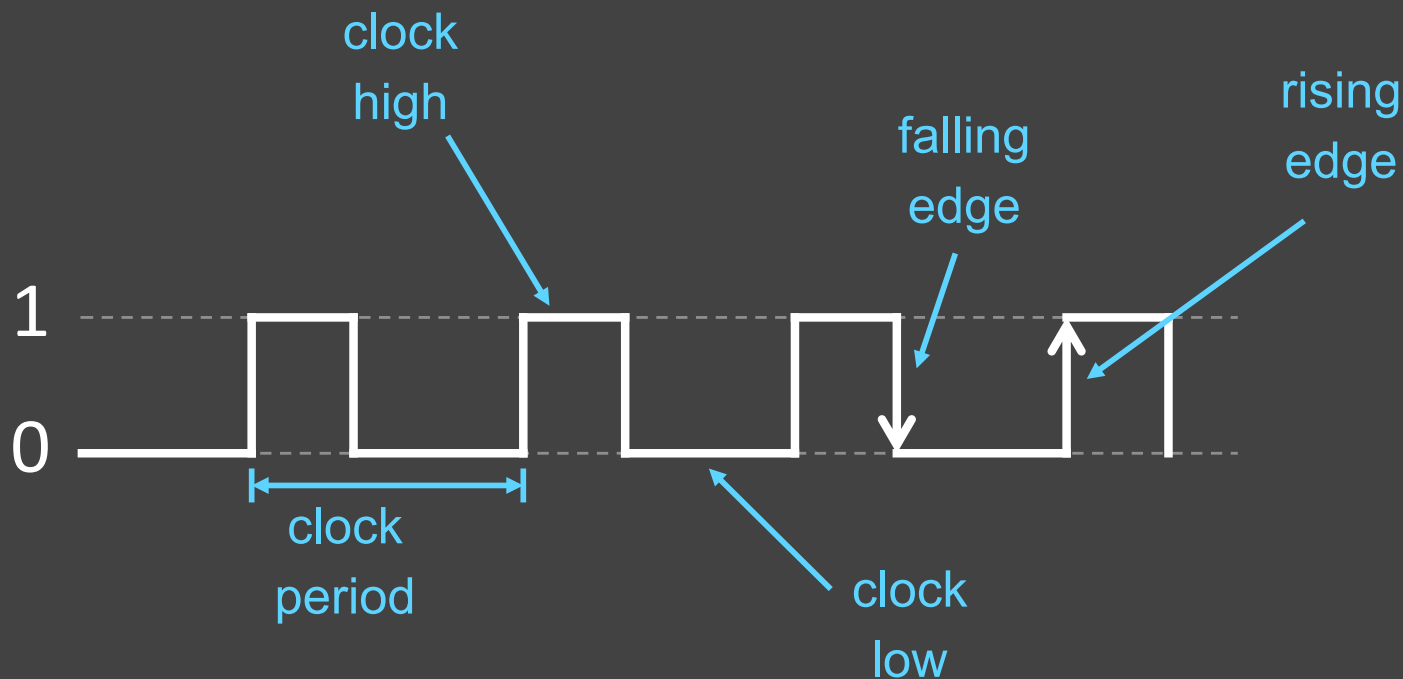 clock
high
rising
edge
falling
edge
1
0
clock
period
clock
low